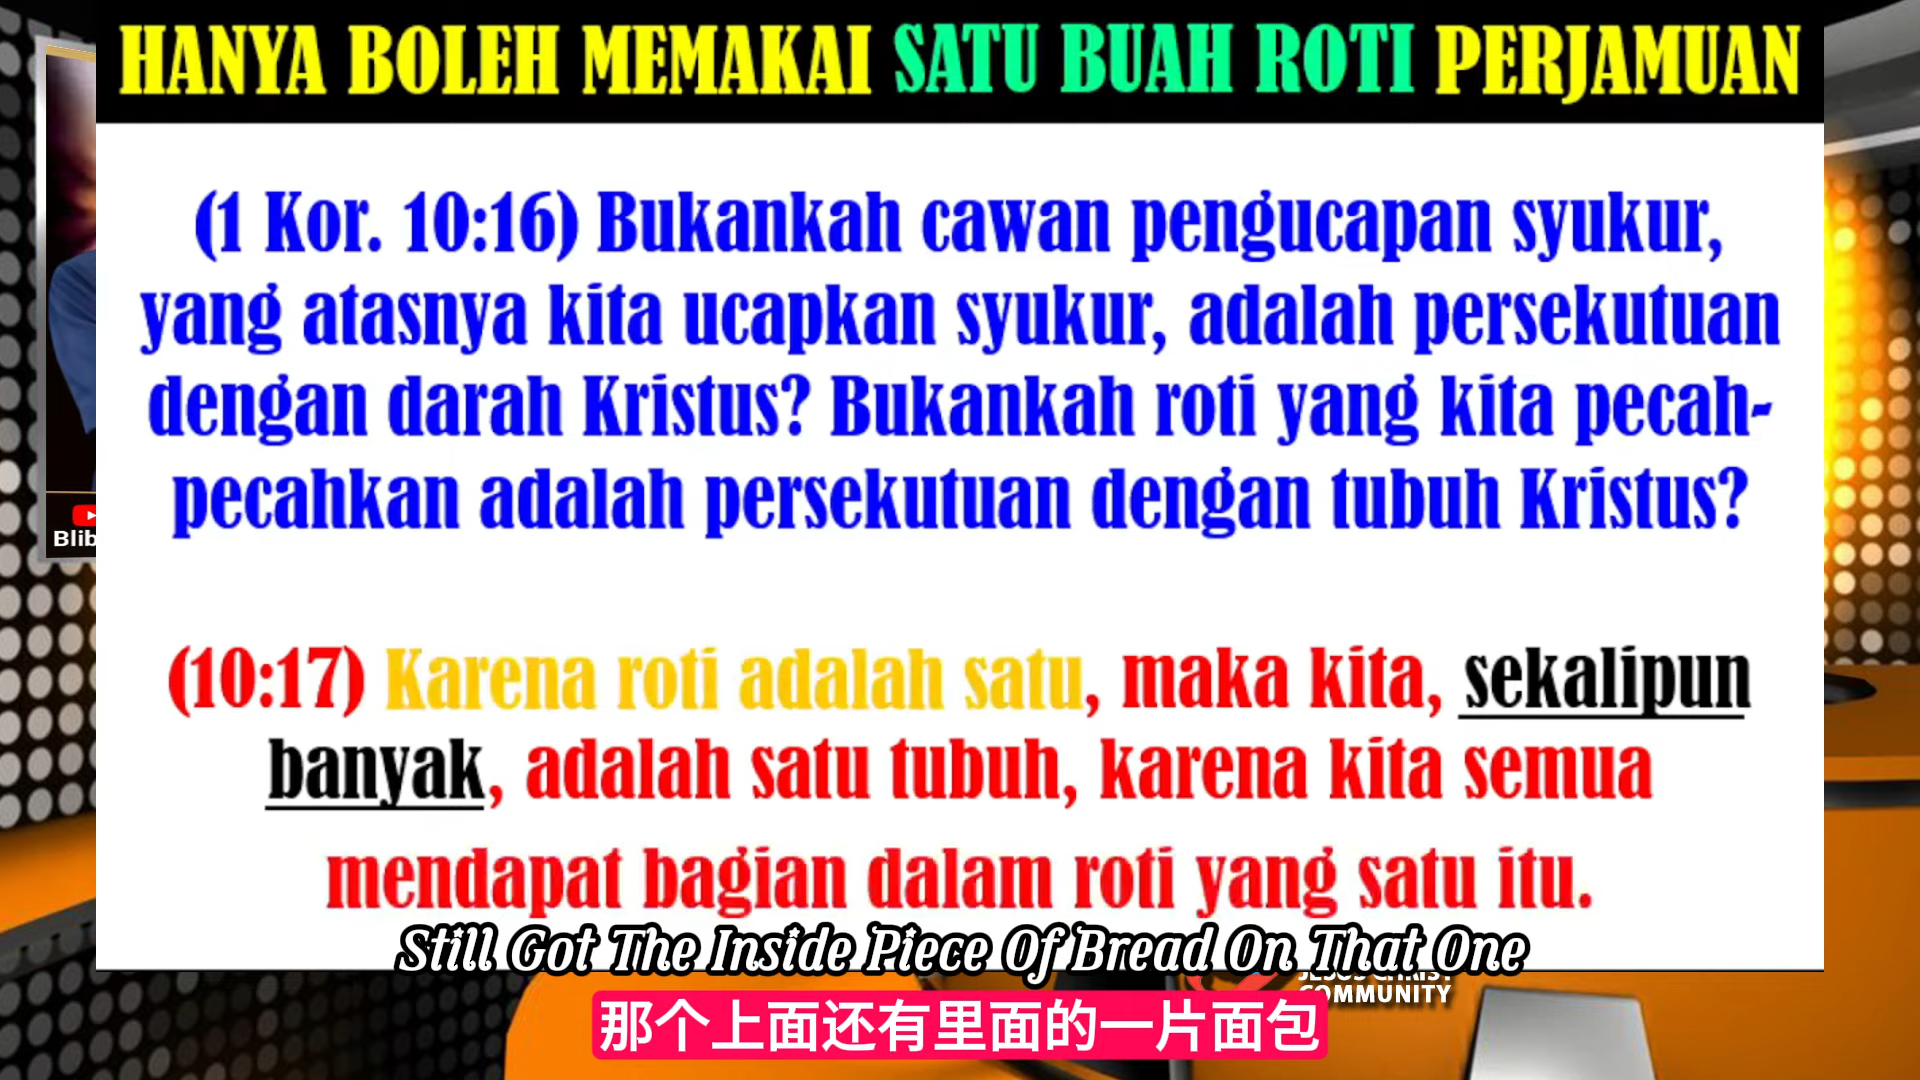 HANYA BOLEH MEMAKAI SATU BUAH ROTI PERJAMUAN
(1 Kor. 10:16) Bukankah cawan pengucapan syukur,
yang atasnya kita ucapkan syukur, adalah persekutuan
dengan darah Kristus? Bukankah roti yang kita pecah-
pecahkan adalah persekutuan dengan tubuh Kristus?
(10:17) Karena roti adalah satu, maka kita, sekalipun
banyak, adalah satu tubuh, karena kita semua
mendapat bagian dalam roti yang satu itu.
Still Got The Inside Piece Of Bread On That One
JESUS CHRIST
COMMUNITY
那个上面还有里面的一片面包